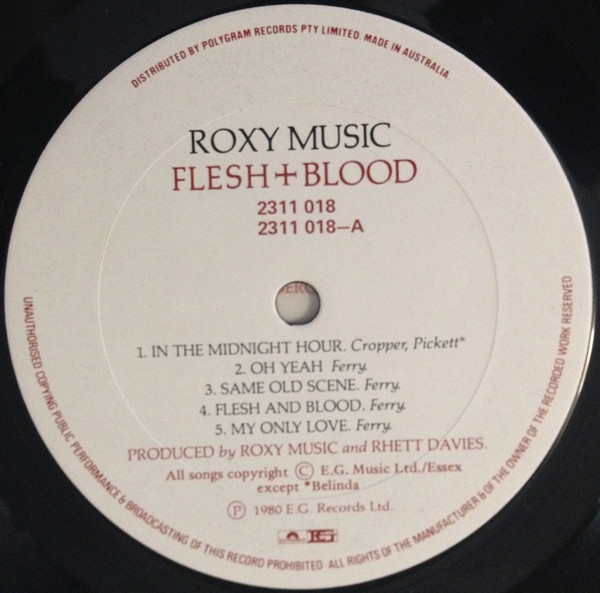 DISTRIBUTED BY POLYGRAM RECORDS PTY LIMITED. MADE IN AUSTRALIA.
ROXY MUSIC
FLESH+BLOOD
2311 018
2311 018–A
1. IN THE MIDNIGHT HOUR. Cropper, Pickett*
2. OH YEAH Ferry.
3. SAME OLD SCENE. Ferry.
4. FLESH AND BLOOD. Ferry.
5. MY ONLY LOVE. Ferry.
PRODUCED by ROXY MUSIC and RHETT DAVIES.
All songs copyright Ⓒ E.G. Music Ltd./Essex
except *Belinda
Ⓟ 1980 E.G. Records Ltd.
EG
UNAUTHORISED COPYING PUBLIC PERFORMANCE & BROADCASTING OF THIS RECORD PROHIBITED· ALL RIGHTS OF THE MANUFACTURER & OF THE OWNER OF THE RECORDED WORK RESERVED